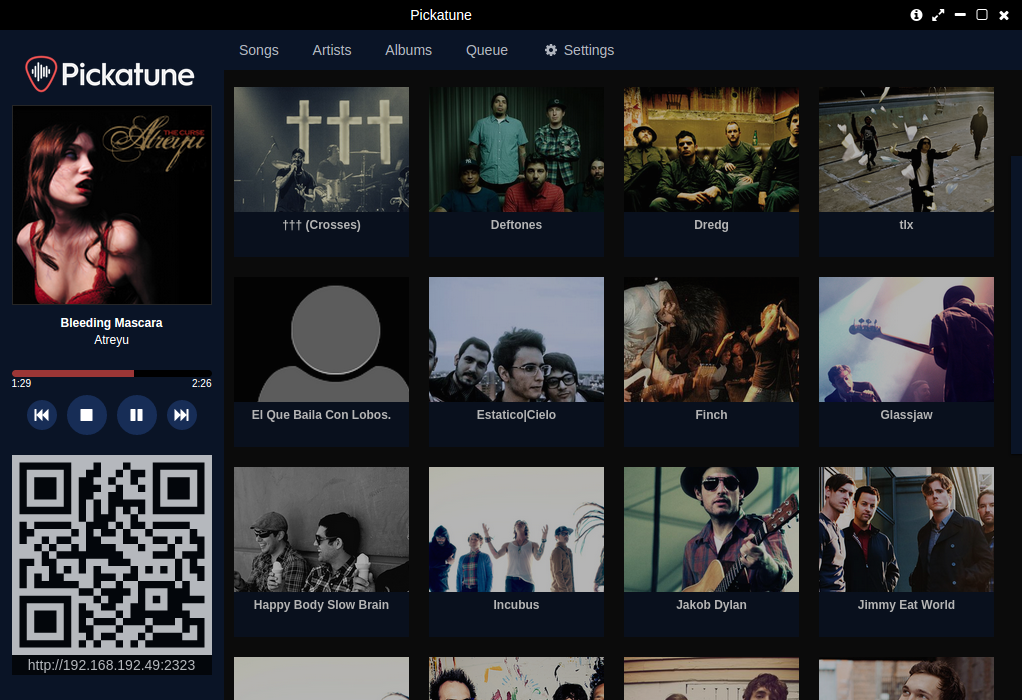 Pickatune
Songs
Artists
Albums
Queue
Settings
Pickatune
THE CURSE
Atreyu
Bleeding Mascara
Atreyu
1:29
2:26
http://192.168.192.49:2323
††† (Crosses)
Deftones
Dredg
tlx
El Que Baila Con Lobos.
Estatico|Cielo
Finch
Glassjaw
Happy Body Slow Brain
Incubus
Jakob Dylan
Jimmy Eat World